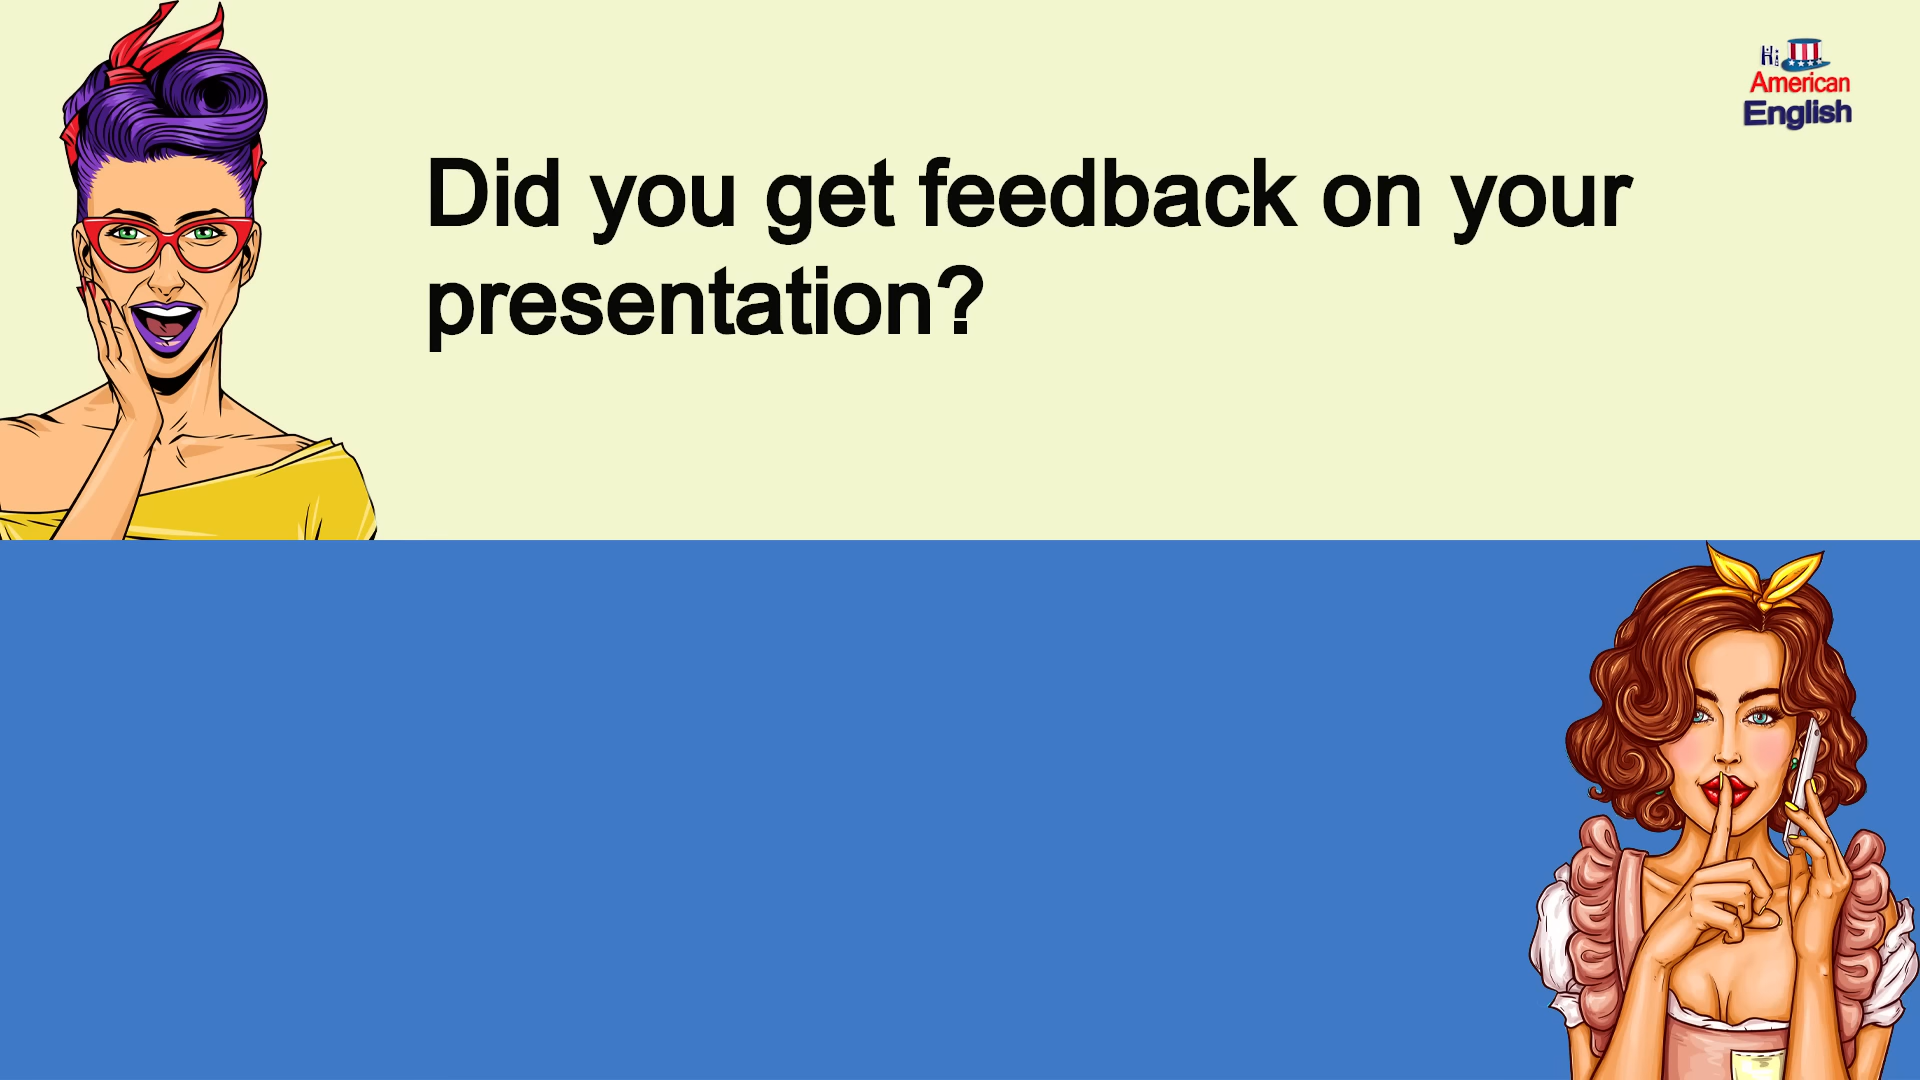 Hi
American
English
Did you get feedback on your
presentation?